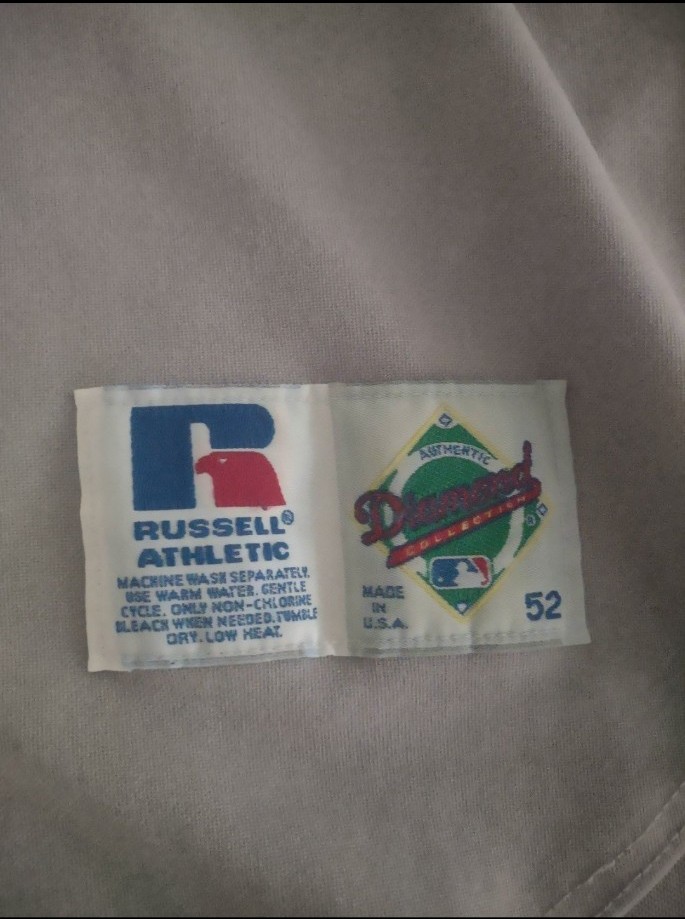 RUSSELL®
ATHLETIC
MACHINE WASH SEPARATELY.
USE WARM WATER. GENTLE
CYCLE. ONLY NON-CHLORINE
BLEACH WHEN NEEDED. TUMBLE
DRY. LOW HEAT.
AUTHENTIC
Diamond
COLLECTION
MADE
IN
U.S.A.
52